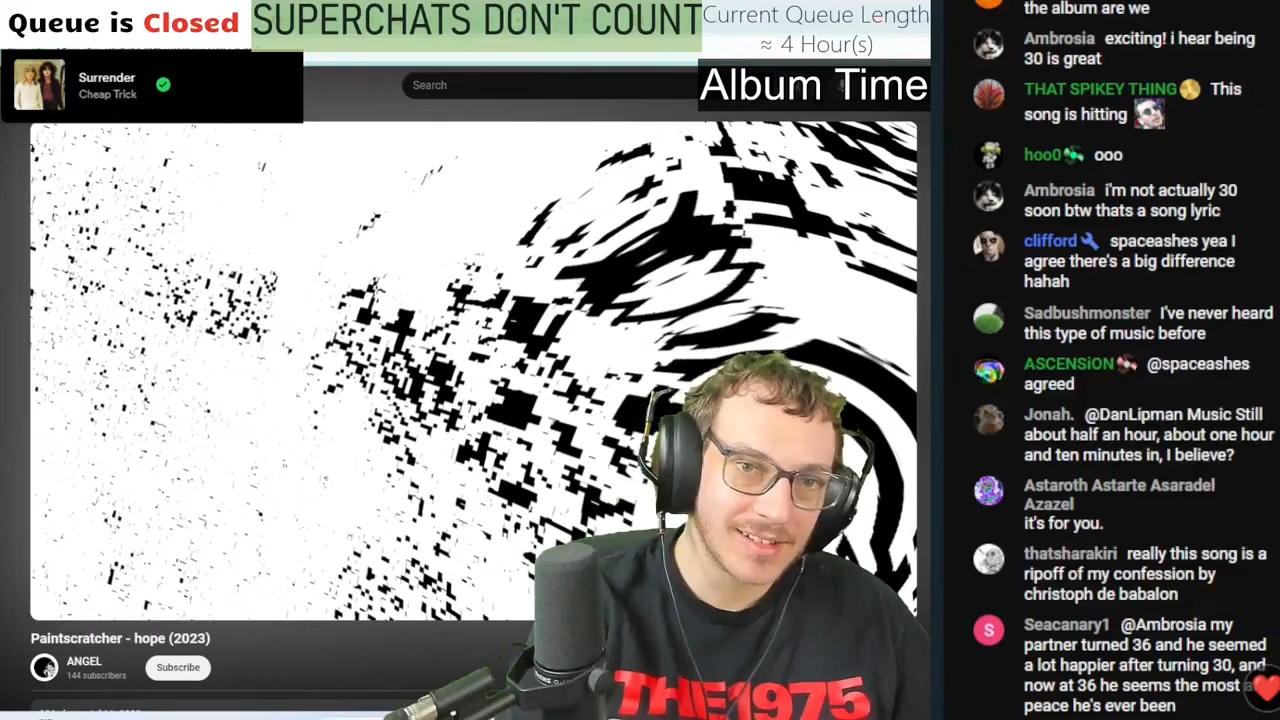 Queue is Closed
SUPERCHATS DON'T COUNT
Current Queue Length
≈ 4 Hour(s)
Album Time
Surrender
Cheap Trick
Search
Paintscratcher - hope (2023)
ANGEL
144 subscribers
Subscribe
THE 1975
the album are we
Ambrosia exciting! i hear being
30 is great
THAT SPIKEY THING This
song is hitting
hoo0 ooo
Ambrosia i'm not actually 30
soon btw thats a song lyric
clifford spaceashes yea I
agree there's a big difference
hahah
Sadbushmonster I've never heard
this type of music before
ASCENSiON @spaceashes
agreed
Jonah. @DanLipman Music Still
about half an hour, about one hour
and ten minutes in, I believe?
Astaroth Astarte Asaradel
Azazel
it's for you.
thatsharakiri really this song is a
ripoff of my confession by
christoph de babalon
S
Seacanary1 @Ambrosia my
partner turned 36 and he seemed
a lot happier after turning 30, and
now at 36 he seems the most
peace he's ever been